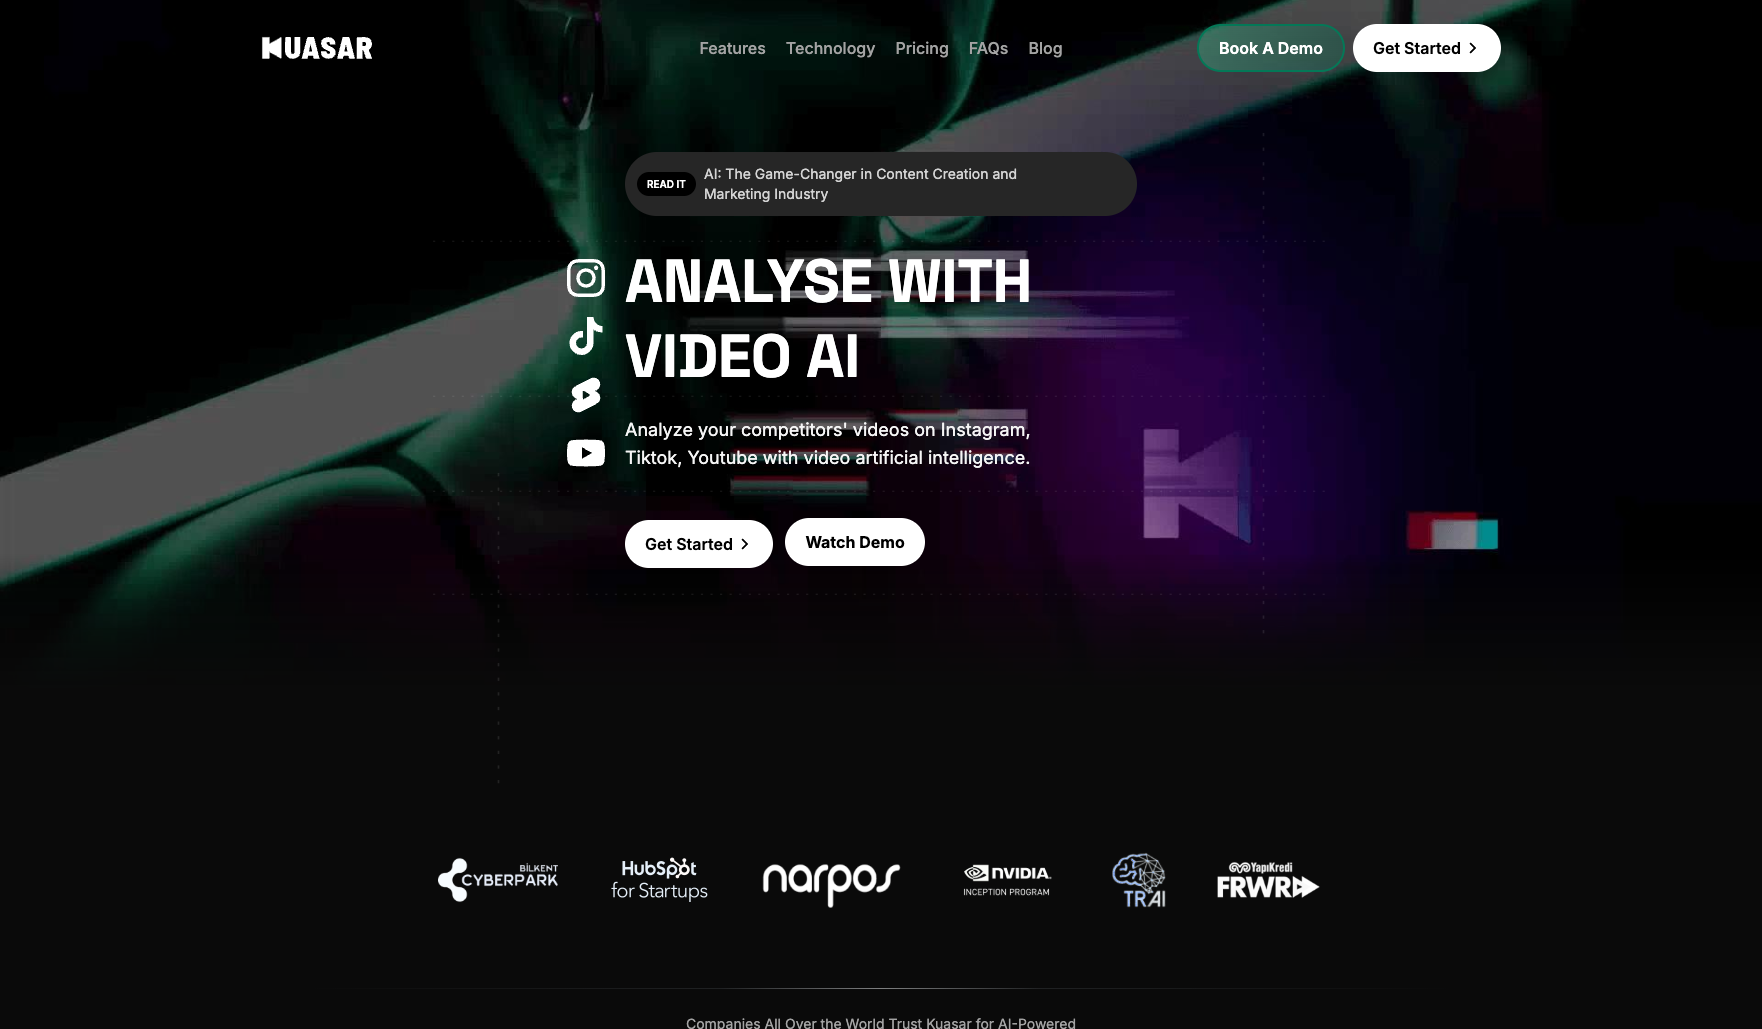 KUASAR
Features Technology Pricing FAQs Blog
Book A Demo
Get Started
READ IT
AI: The Game-Changer in Content Creation and
Marketing Industry
ANALYSE WITH
VIDEO AI
Analyze your competitors' videos on Instagram,
Tiktok, Youtube with video artificial intelligence.
Get Started
Watch Demo
BİLKENT
CYBERPARK
HubSpot
for Startups
narpos
NVIDIA.
INCEPTION PROGRAM
TRAI
YapıKredi
FRWRD
Companies All Over the World Trust Kuasar for AI-Powered